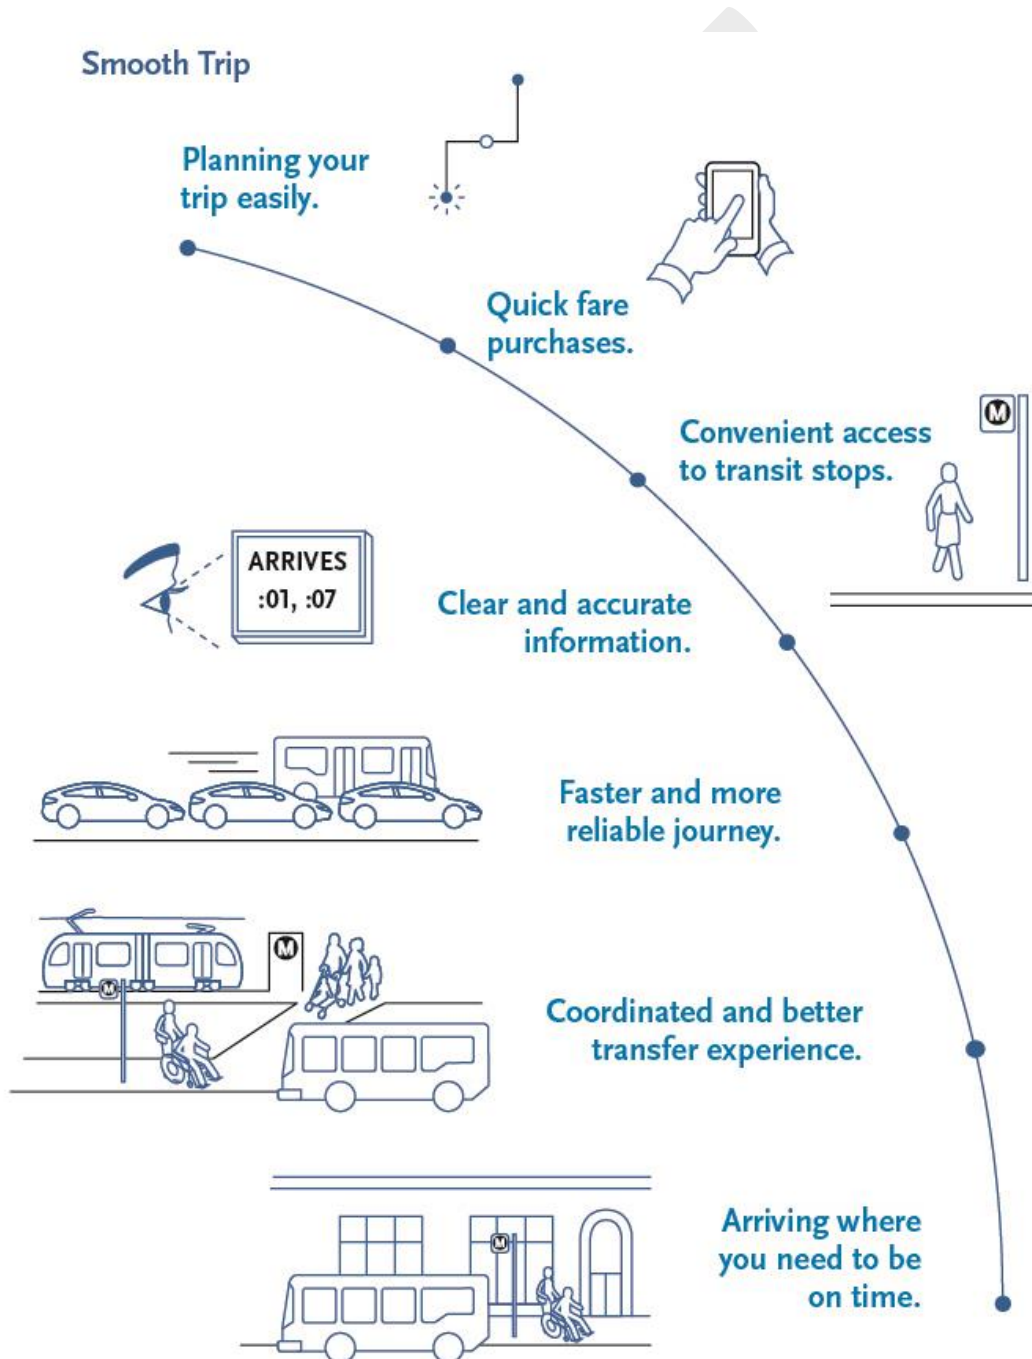 Smooth Trip
Planning your
trip easily.
Quick fare
purchases.
M
Convenient access
to transit stops.
ARRIVES
:01, :07
Clear and accurate
information.
Faster and more
reliable journey.
M
M
Coordinated and better
transfer experience.
Arriving where
you need to be
on time.
M